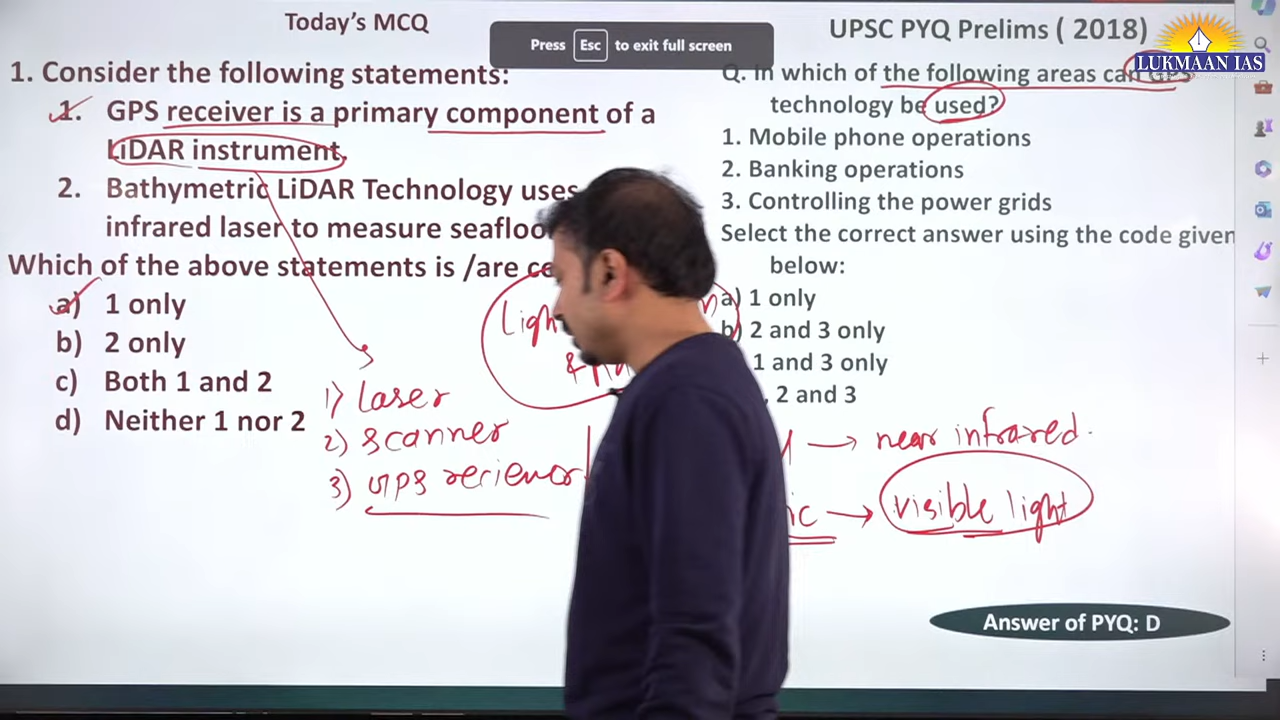 Today's MCQ
1. Consider the following statements:
1. GPS receiver is a primary component of a
LiDAR instrument.
2. Bathymetric LiDAR Technology uses
infrared laser to measure
Which of the above statements is /are
a) 1 only
b) 2 only
c) Both 1 and 2
d) Neither 1 nor 2
1) laser
2) scanner
3) GPS
Press Esc to exit full screen
UPSC PYQ Prelims ( 2018)
LUKMAAN IAS
Q. In which of the following areas can GPS
technology be used?
1. Mobile phone operations
2. Banking operations
3. Controlling the power grids
Select the correct answer using the code given
below:
a) 1 only
b) 2 and 3 only
1 and 3 only
2 and 3
→ near infrared.
→ visible light
Answer of PYQ: D